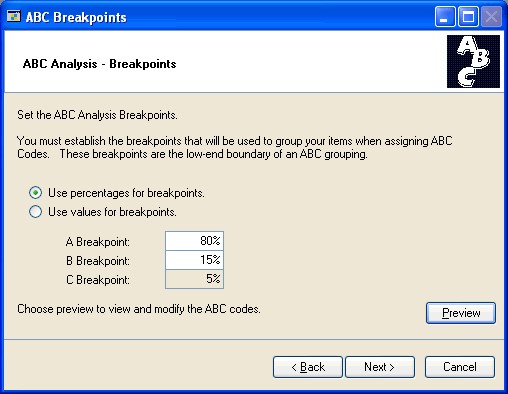 ABC Breakpoints
ABC Analysis - Breakpoints
ABC
Set the ABC Analysis Breakpoints.
You must establish the breakpoints that will be used to group your items when assigning ABC
Codes. These breakpoints are the low-end boundary of an ABC grouping.
Use percentages for breakpoints.
Use values for breakpoints.
A Breakpoint: 80%
B Breakpoint: 15%
C Breakpoint: 5%
Choose preview to view and modify the ABC codes.
Preview
< Back
Next >
Cancel